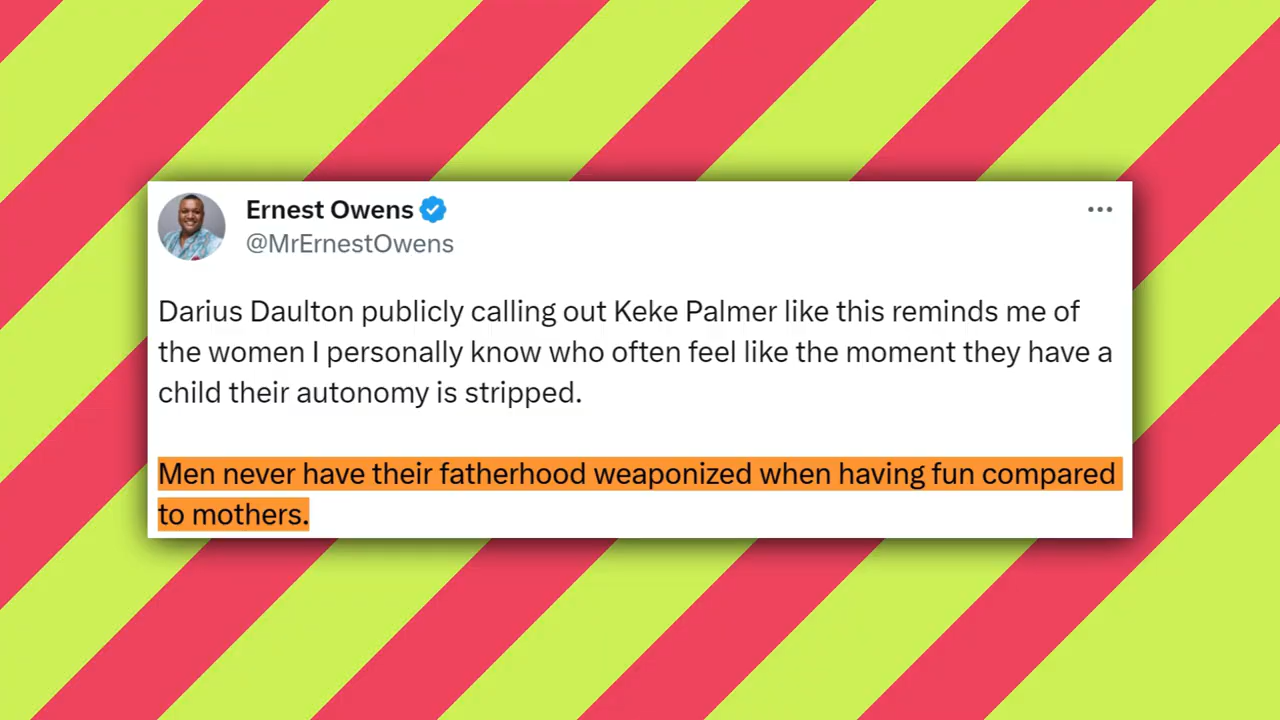 Ernest Owens
@MrErnestOwens
Darius Daulton publicly calling out Keke Palmer like this reminds me of
the women I personally know who often feel like the moment they have a
child their autonomy is stripped.
Men never have their fatherhood weaponized when having fun compared
to mothers.